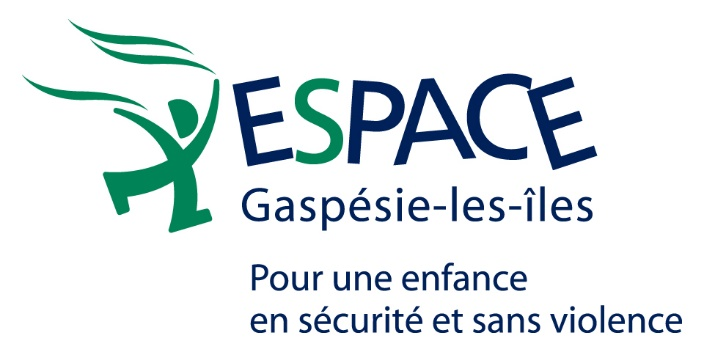 ESPACE
Gaspésie-les-îles
Pour une enfance
en sécurité et sans violence